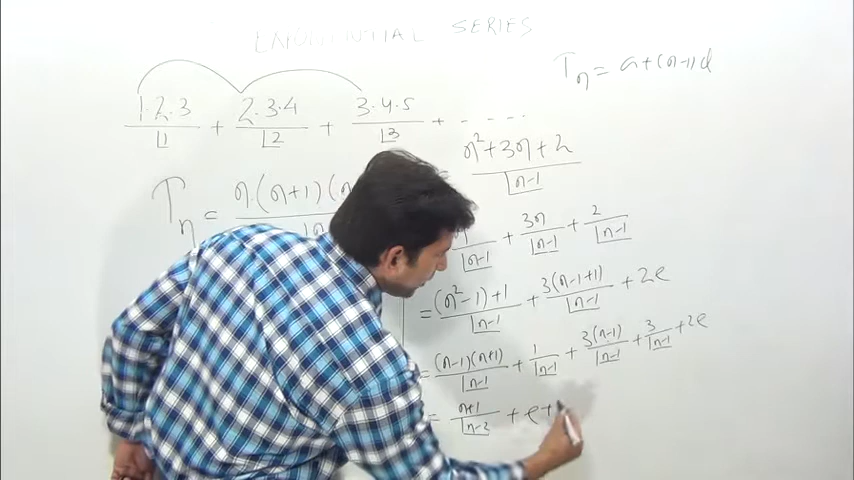 SERIES
Tn = a+(n-1)d
1·2·3/⌊1 + 2·3·4/⌊2 + 3·4·5/⌊3 + - - - -
Tn = n·(n+1)(n
n²+3n+2/⌊n-1
/⌊n-1 + 3n/⌊n-1 + 2/⌊n-1
= (n²-1)+1/⌊n-1 + 3(n-1+1)/⌊n-1 + 2e
= (n-1)(n+1)/⌊n-1 + 1/⌊n-1 + 3(n-1)/⌊n-1 + 3/⌊n-1 + 2e
= n+1/⌊n-2 + e +